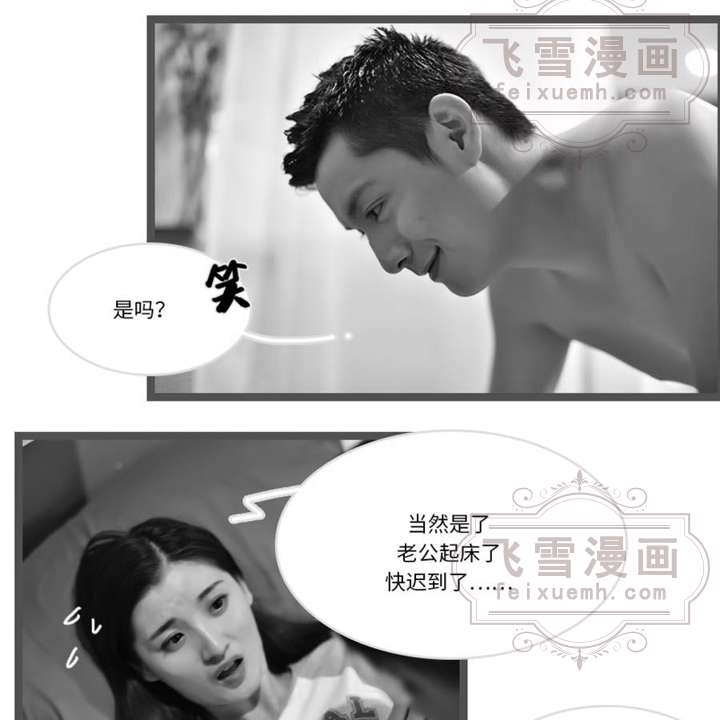 飞雪漫画
feixuemh.com
笑
是吗?
当然是了
老公起床了
快迟到了......
飞雪漫画
feixuemh.com